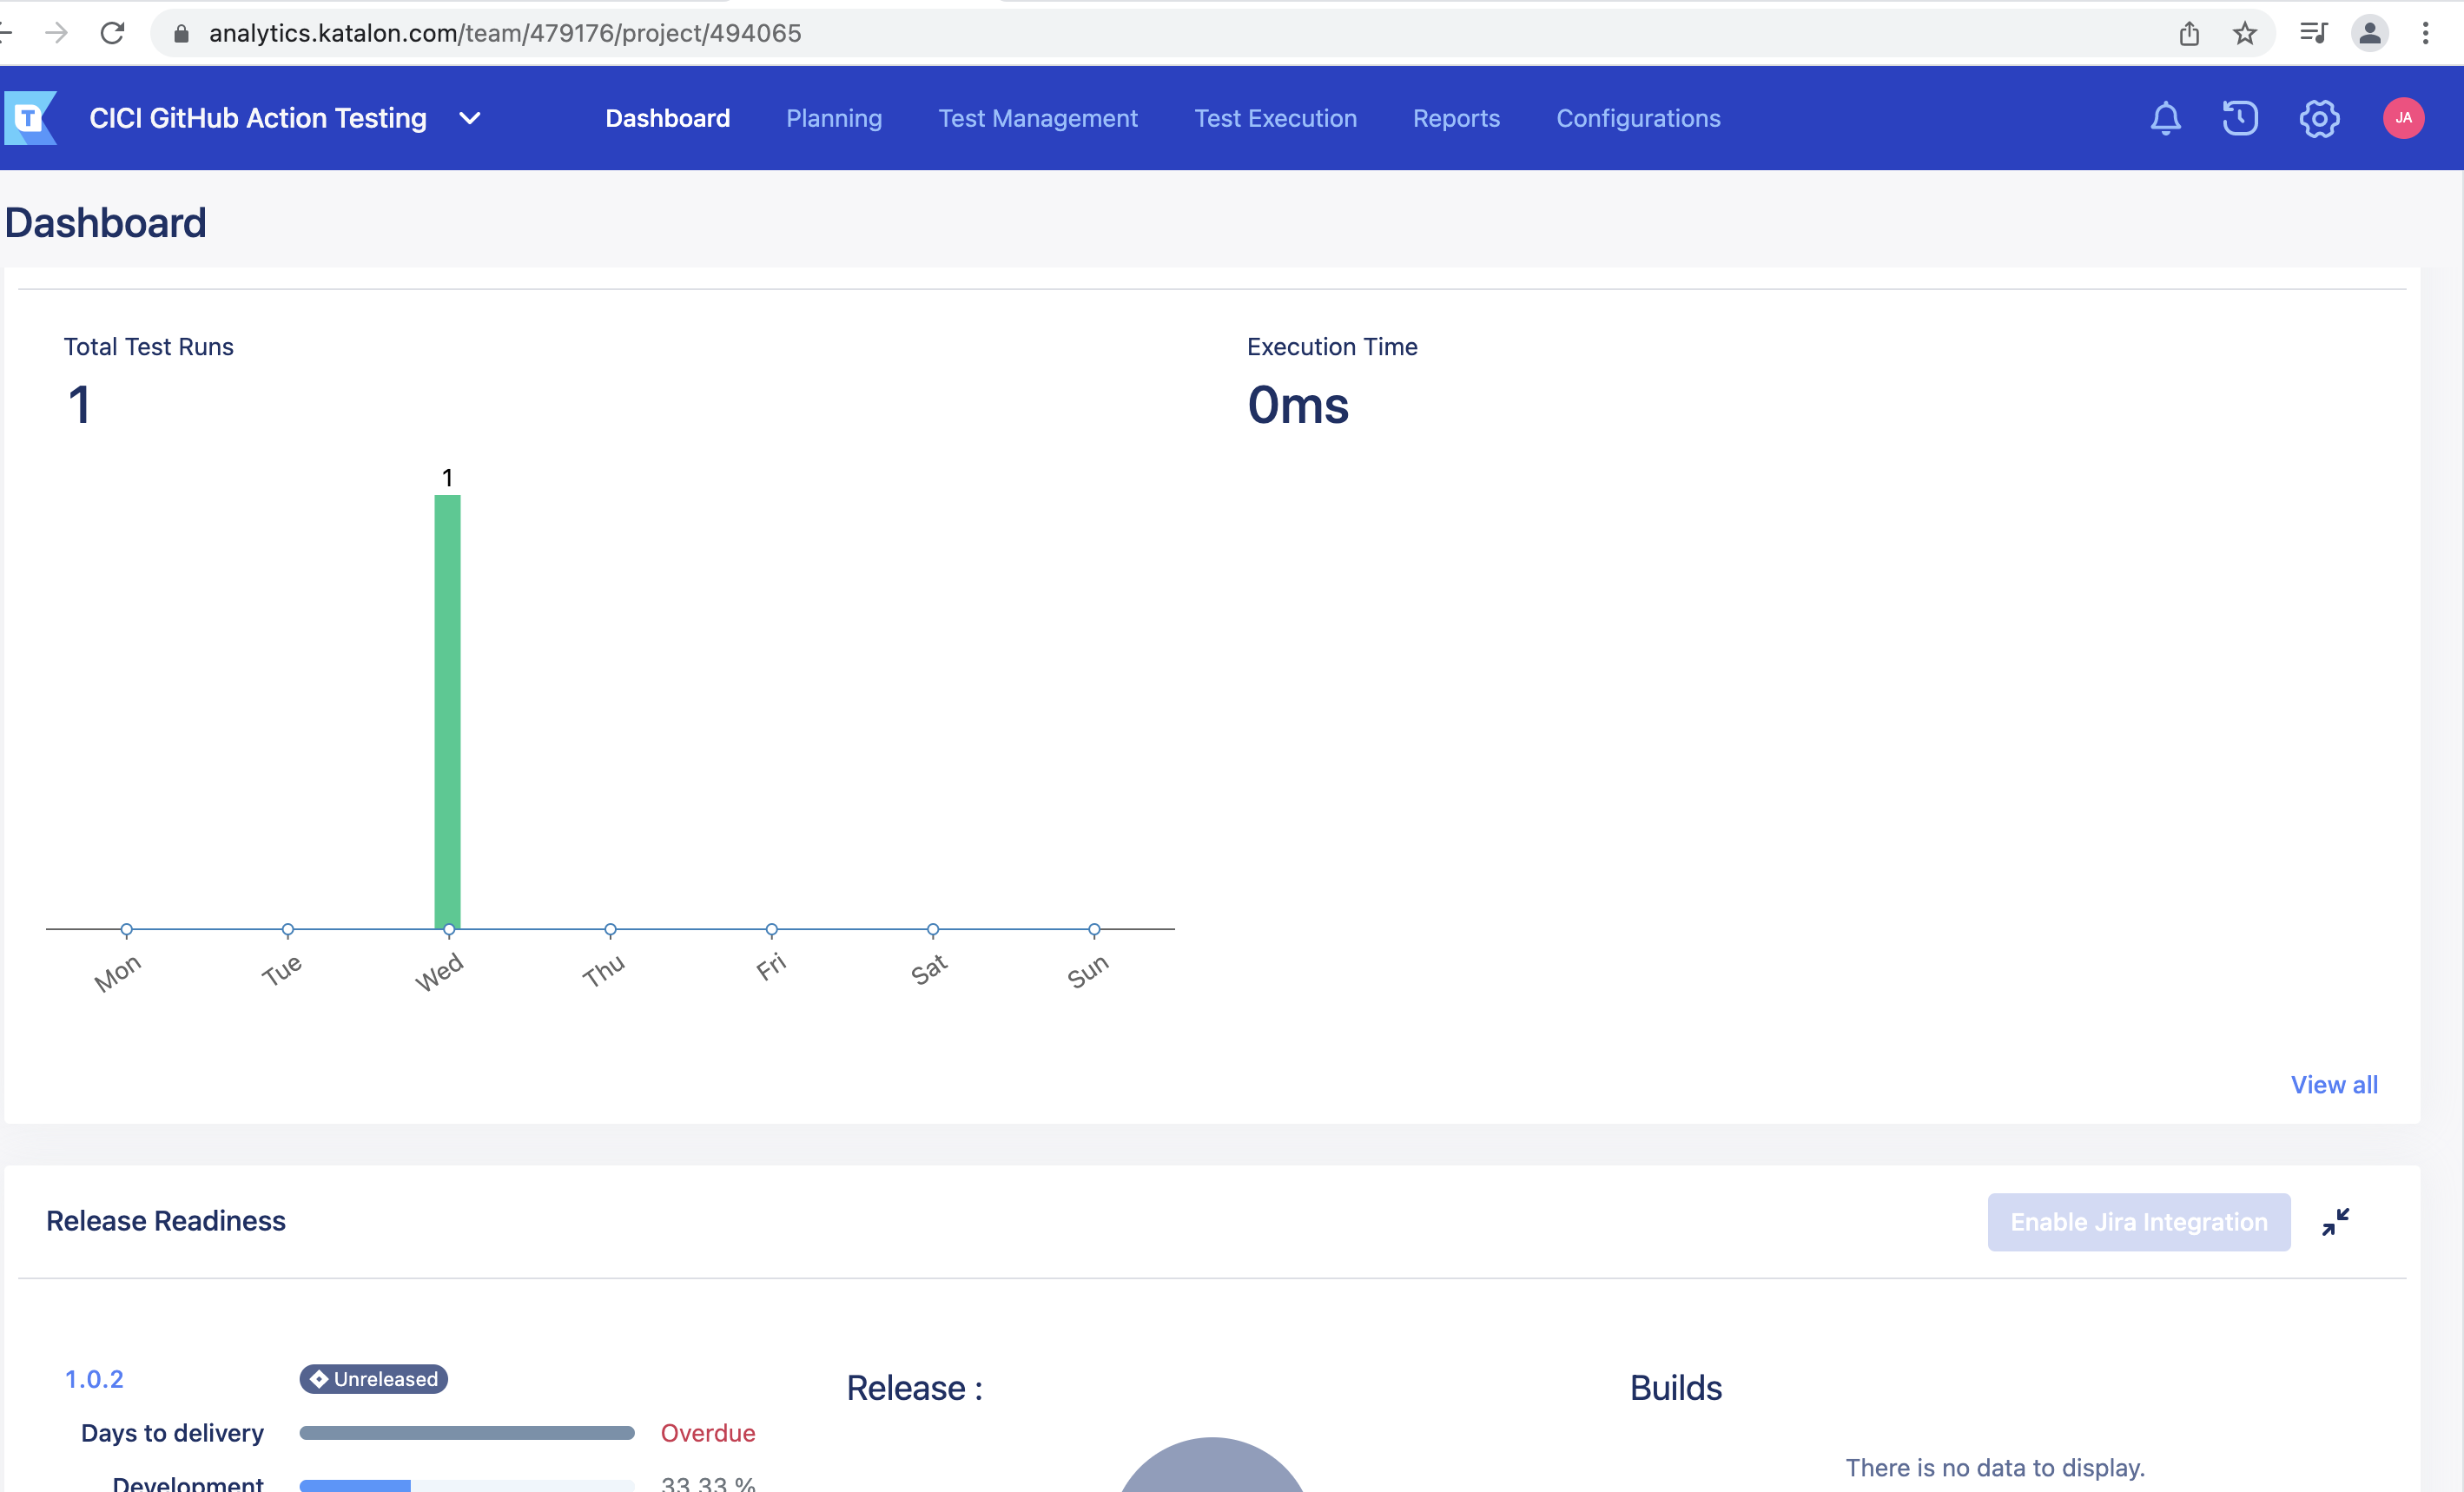 analytics.katalon.com/team/479176/project/494065
T
CICI GitHub Action Testing
Dashboard
Planning
Test Management
Test Execution
Reports
Configurations
JA
Dashboard
Total Test Runs
1
Execution Time
0ms
1
Mon
Tue
Wed
Thu
Fri
Sat
Sun
View all
Release Readiness
Enable Jira Integration
1.0.2
Unreleased
Days to delivery
Overdue
Development
33.33 %
Release :
Builds
There is no data to display.